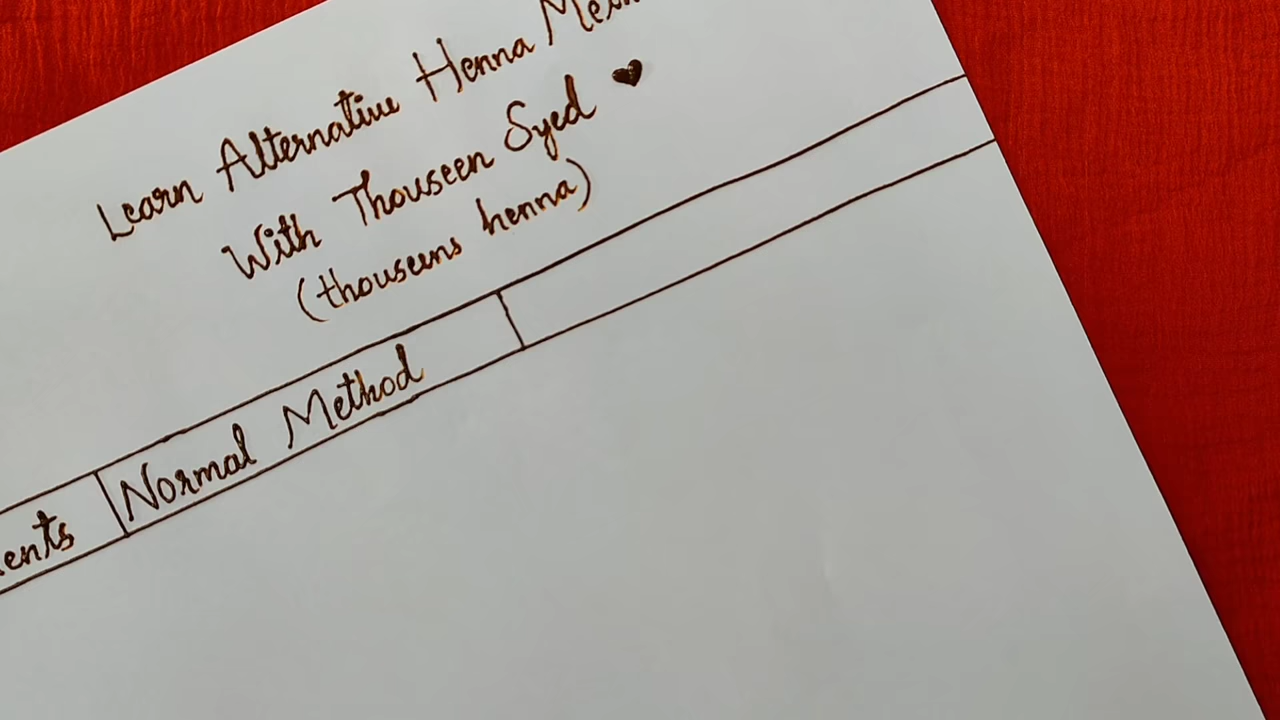 Learn Alternative Henna
With Thouseen Syed ♥
(thouseens henna)
Normal Method